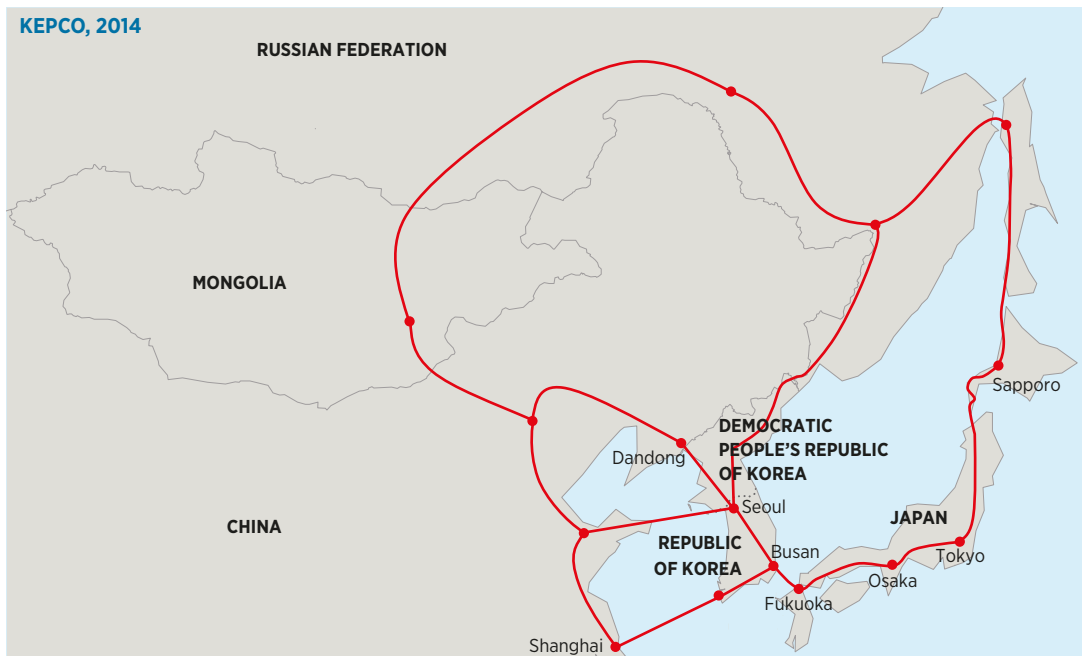 KEPCO, 2014
RUSSIAN FEDERATION
MONGOLIA
Sapporo
DEMOCRATIC
PEOPLE'S REPUBLIC
OF KOREA
Dandong
Seoul
CHINA
JAPAN
REPUBLIC
OF KOREA
Busan
Tokyo
Osaka
Fukuoka
Shanghai